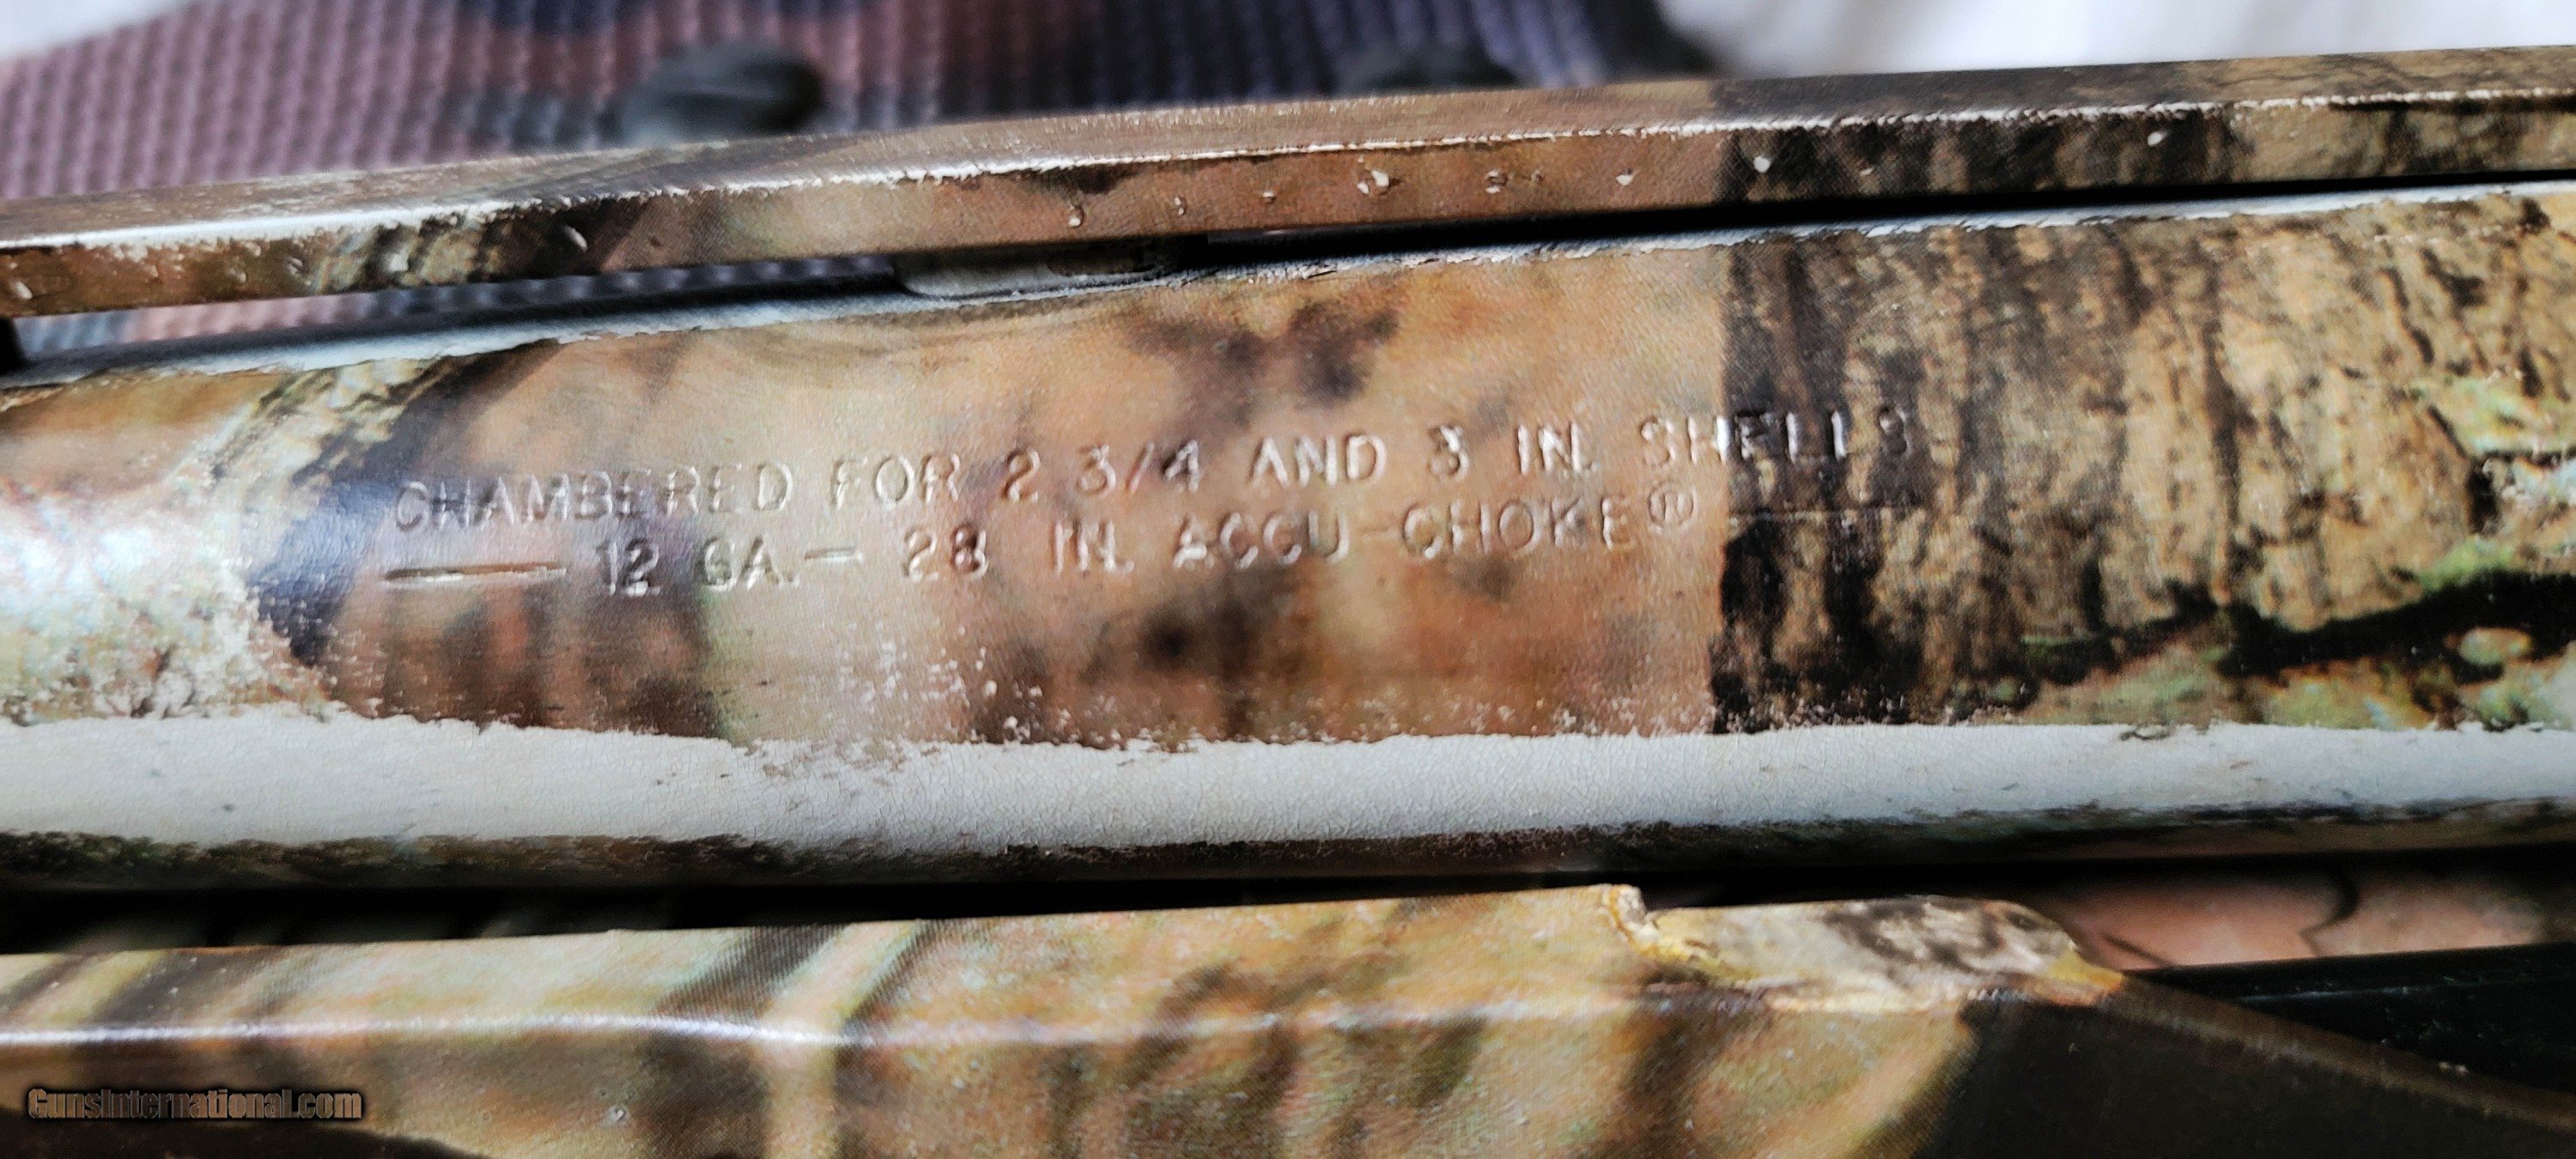 CHAMBERED FOR 2 3/4 AND 3 IN. SHELLS
— 12 GA. — 28 IN. ACCU-CHOKE®
GunsInternational.com